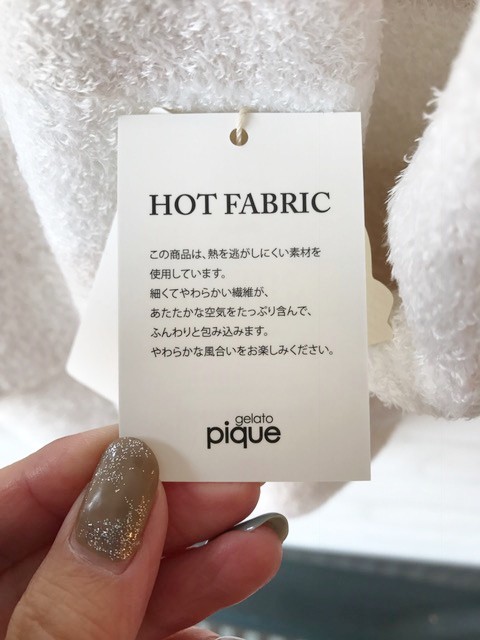 HOT FABRIC
この商品は、熱を逃がしにくい素材を
使用しています。
細くてやわらかい繊維が、
あたたかな空気をたっぷり含んで、
ふんわりと包み込みます。
やわらかな風合いをお楽しみください。
gelato
pique